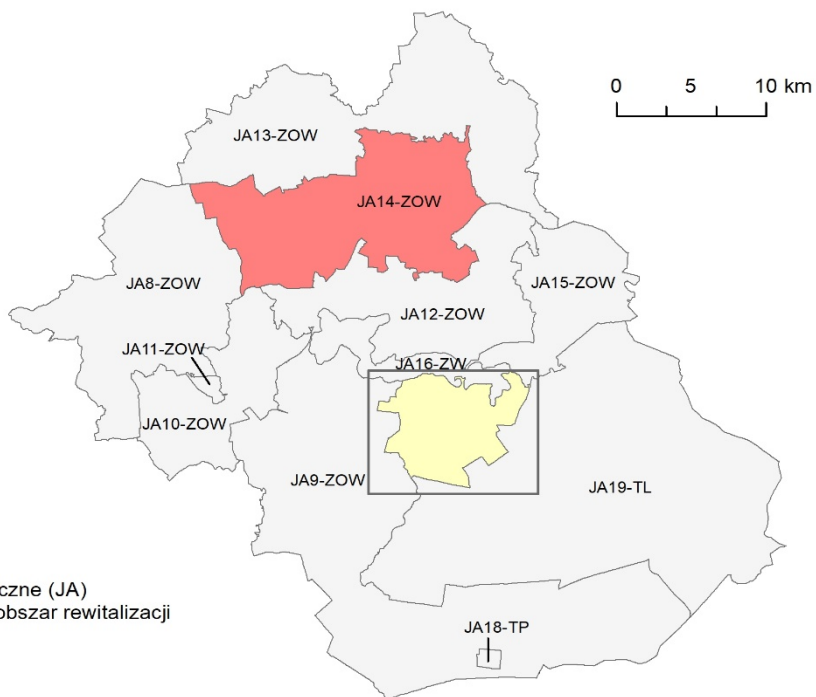 0 5 10 km
JA13-ZOW
JA14-ZOW
JA8-ZOW
JA15-ZOW
JA12-ZOW
JA11-ZOW
JA16-ZW
JA10-ZOW
JA9-ZOW
JA19-TL
czne (JA)
obszar rewitalizacji
JA18-TP